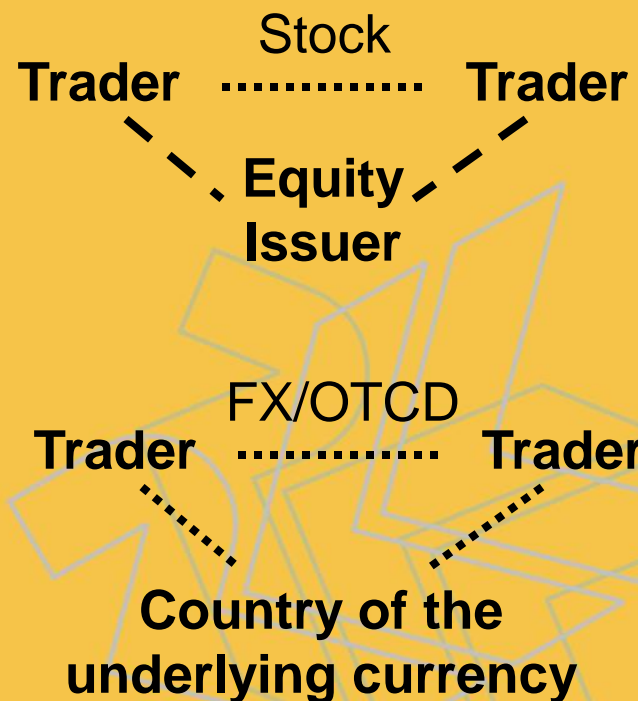 Stock
Trader Trader
Equity
Issuer
FX/OTCD
Trader Trader
Country of the
underlying currency